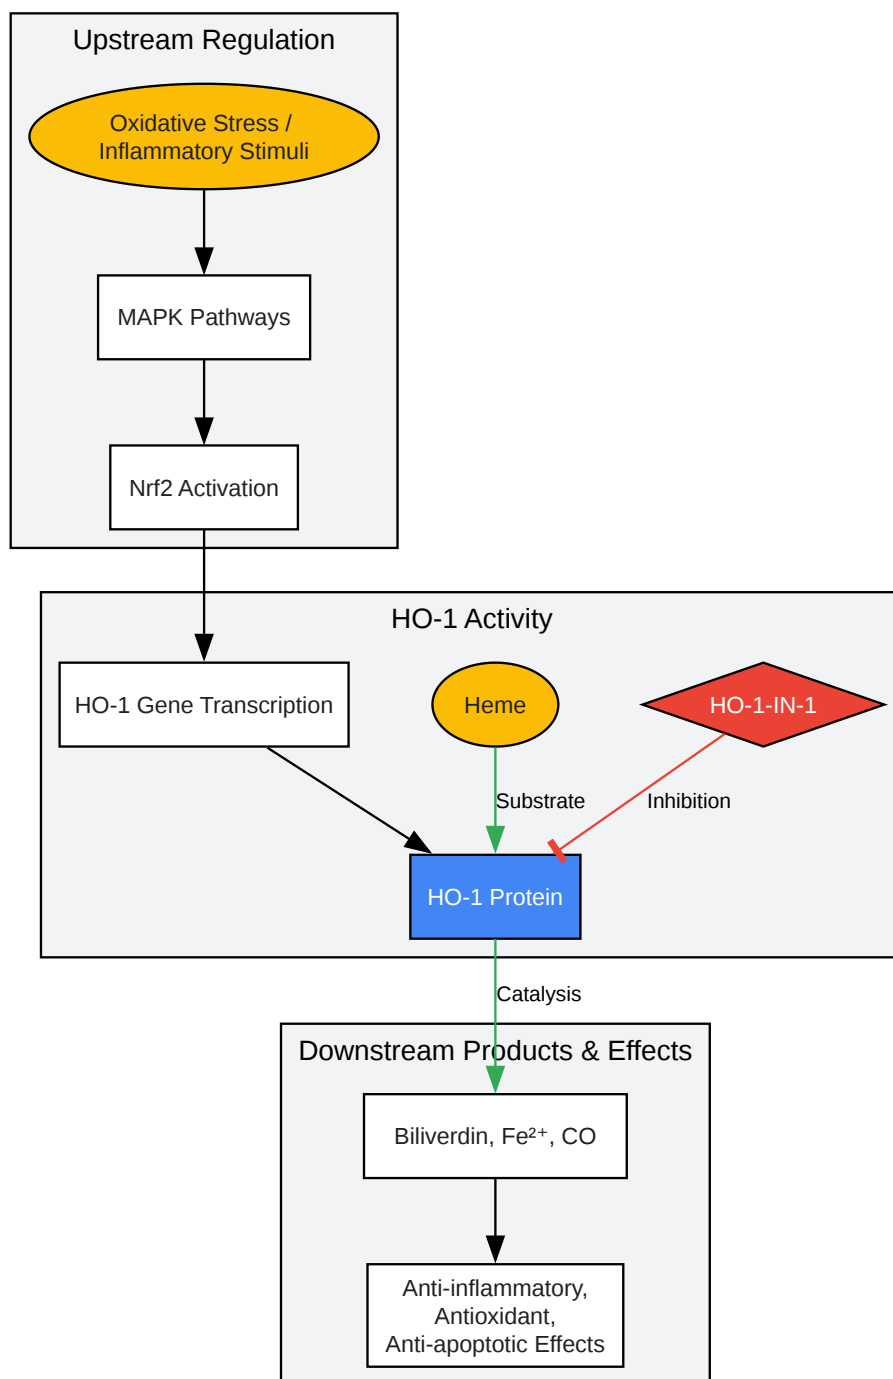 Upstream Regulation
Oxidative Stress /
Inflammatory Stimuli
MAPK Pathways
Nrf2 Activation
HO-1 Activity
HO-1 Gene Transcription
Heme
HO-1-IN-1
Substrate
Inhibition
HO-1 Protein
Catalysis
Downstream Products & Effects
Biliverdin, Fe²⁺, CO
Anti-inflammatory,
Antioxidant,
Anti-apoptotic Effects